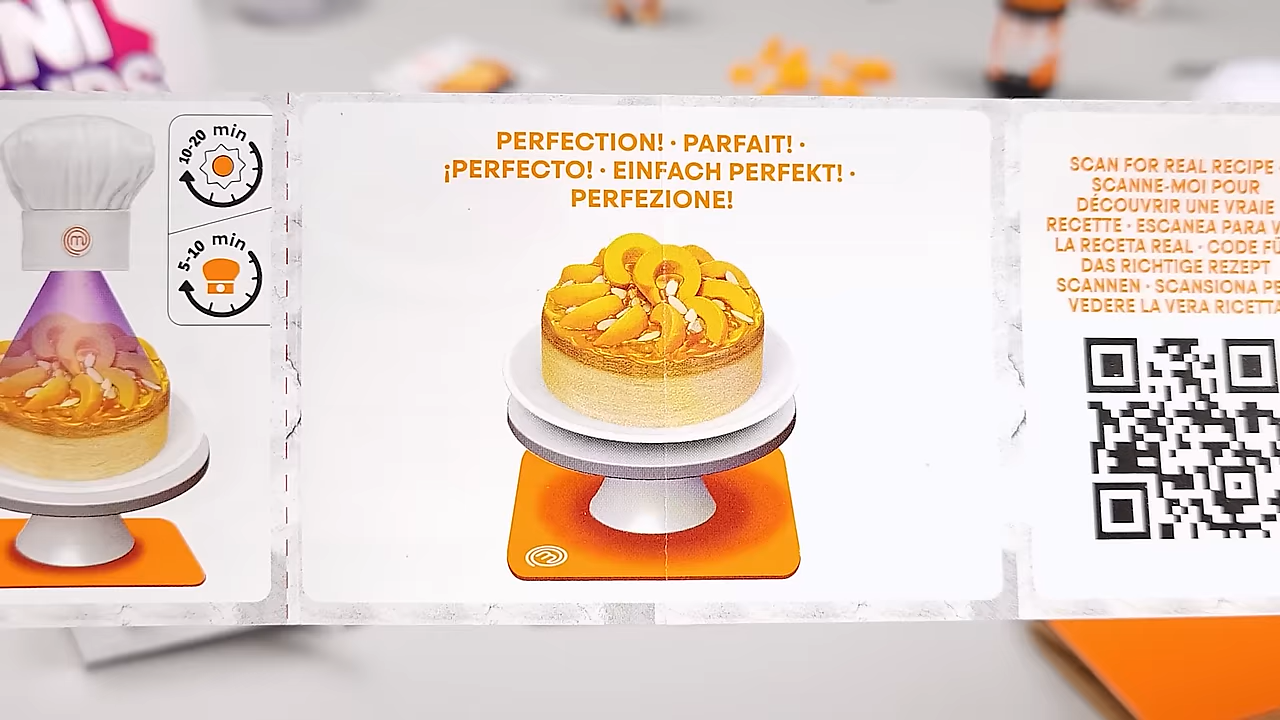 10-20 min
5-10 min
PERFECTION! · PARFAIT! ·
¡PERFECTO! · EINFACH PERFEKT! ·
PERFEZIONE!
SCAN FOR REAL RECIPE ·
SCANNE-MOI POUR
DÉCOUVRIR UNE VRAIE
RECETTE · ESCANEA PARA
LA RECETA REAL · CODE
DAS RICHTIGE REZEPT
SCANNEN · SCANSIONA
VEDERE LA VERA RICETTA